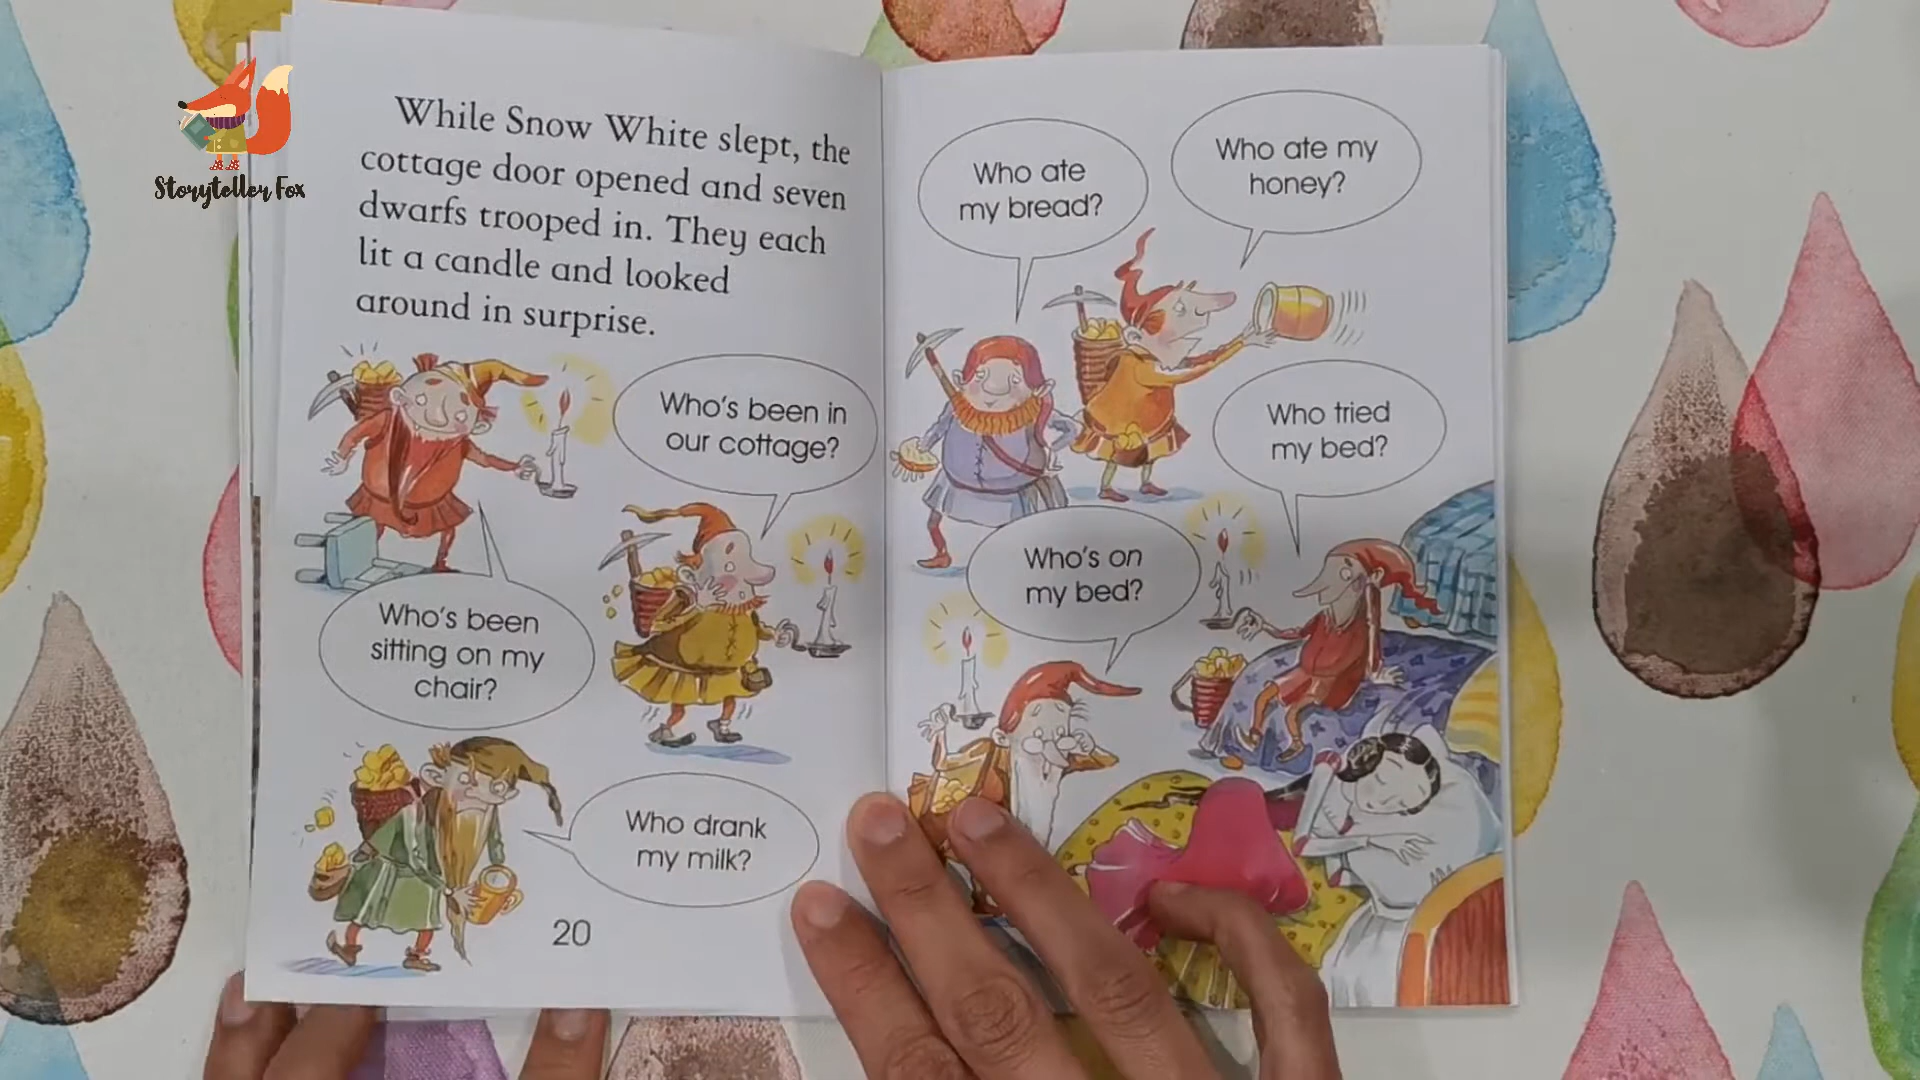 Storyteller Fox
While Snow White slept, the
cottage door opened and seven
dwarfs trooped in. They each
lit a candle and looked
around in surprise.
Who's been in
our cottage?
Who's been
sitting on my
chair?
Who drank
my milk?
20
Who ate
my bread?
Who ate my
honey?
Who tried
my bed?
Who's on
my bed?